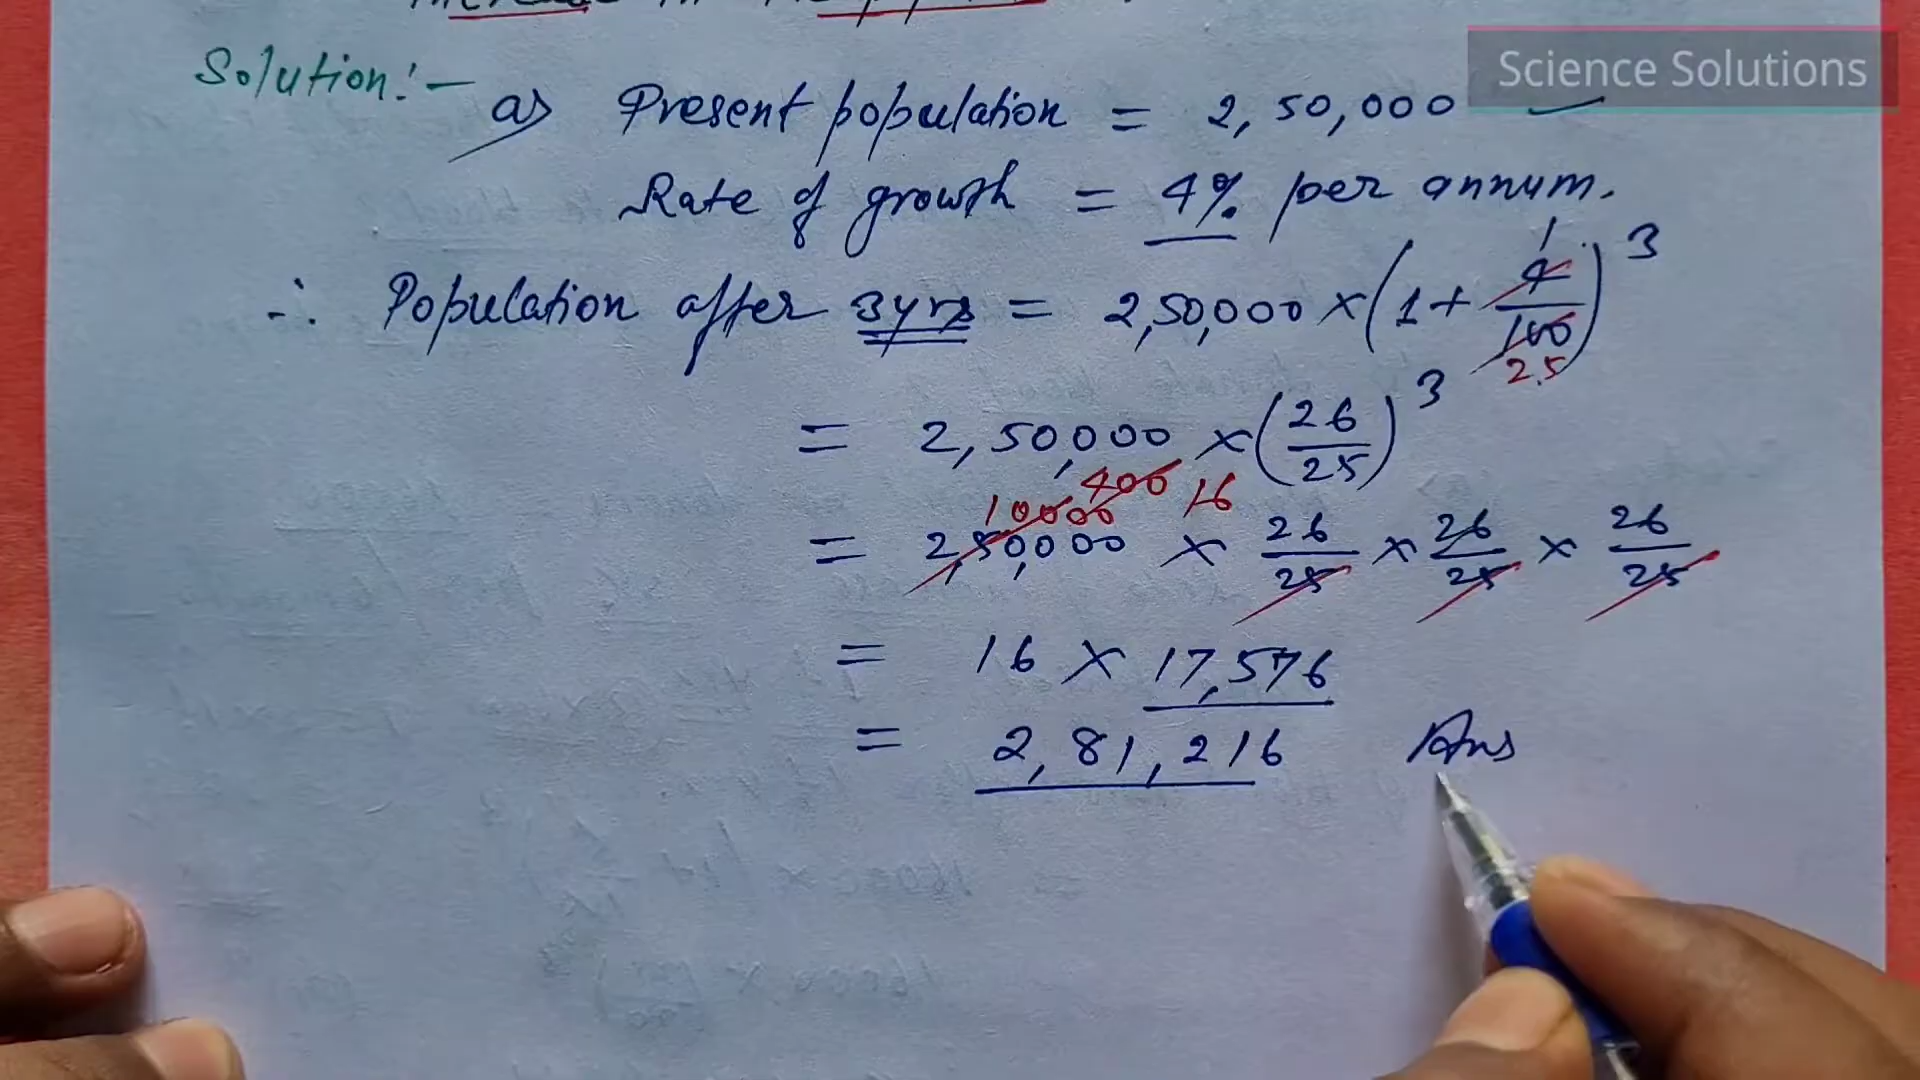 Science Solutions
Solution:-
a) Present population = 2,50,000
Rate of growth = 4% per annum.
∴ Population after 3yrs = 2,50,000 × (1 + 4/100)^3
1
25
= 2,50,000 × (26/25)^3
10000 400 16
= 2,50,000 × 26/25 × 26/25 × 26/25
= 16 × 17,576
= 2,81,216 Ans